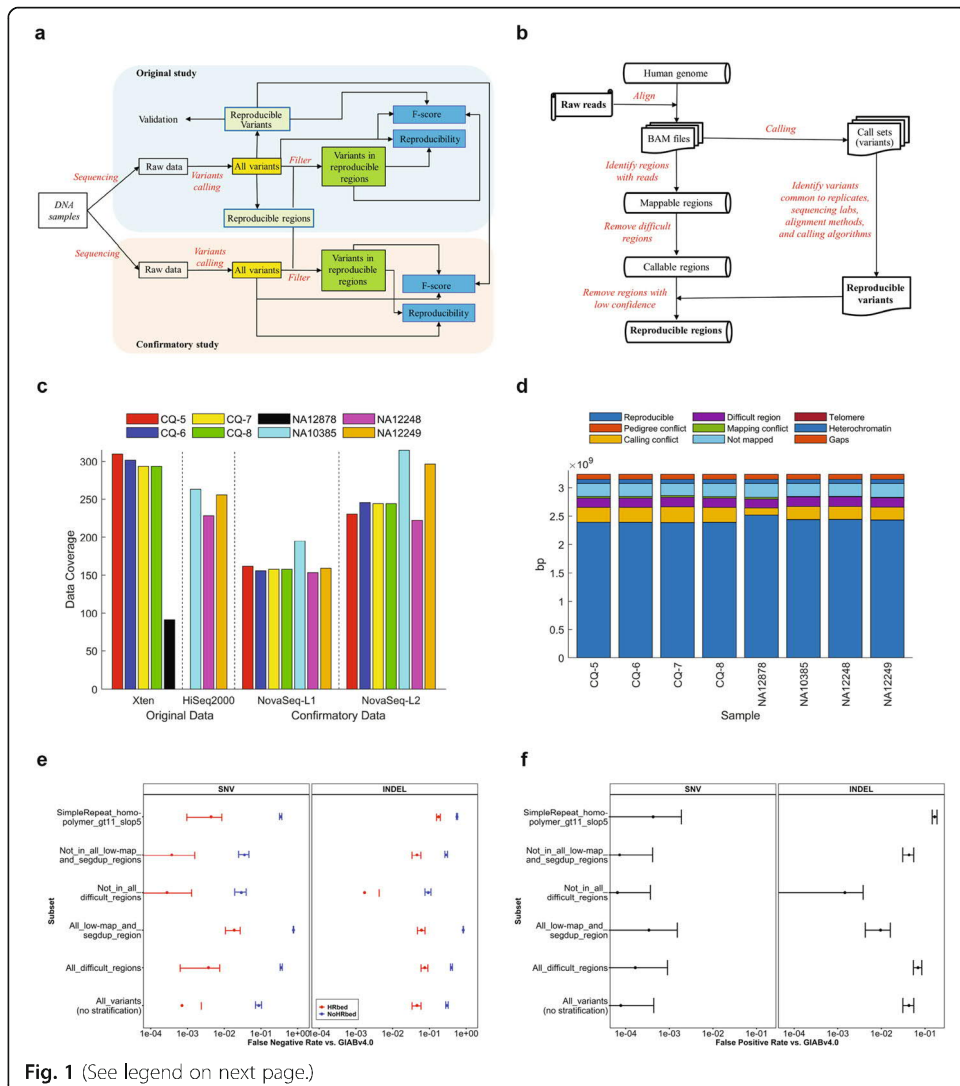 a
Original study
Validation
Reproducible
Variants
F-score
Reproducibility
Sequencing
Raw data
Variants
calling
All variants
Filter
Variants in
reproducible
regions
DNA
samples
Reproducible regions
Sequencing
Raw data
Variants
calling
All variants
Filter
Variants in
reproducible
regions
F-score
Reproducibility
Confirmatory study
b
Human genome
Raw reads
Align
BAM files
Calling
Call sets
(variants)
Identify regions
with reads
Mappable regions
Identify variants
common to replicates,
sequencing labs,
alignment methods,
and calling algorithms
Remove difficult
regions
Callable regions
Remove regions with
low confidence
Reproducible
variants
Reproducible regions
c
CQ-5
CQ-7
NA12878
NA12248
CQ-6
CQ-8
NA10385
NA12249
Data Coverage
300
250
200
150
100
50
0
Xten
HiSeq2000
NovaSeq-L1
NovaSeq-L2
Original Data
Confirmatory Data
d
Reproducible
Difficult region
Telomere
Pedigree conflict
Mapping conflict
Heterochromatin
Calling conflict
Not mapped
Gaps
×10⁹
bp
3
2.5
2
1.5
1
0.5
0
CQ-5
CQ-6
CQ-7
CQ-8
NA12878
NA10385
NA12248
NA12249
Sample
e
SNV
INDEL
Subset
SimpleRepeat_homo-
polymer_gt11_slop5
Not_in_all_low-map_
and_segdup_regions
Not_in_all_
difficult_regions
All_low-map_and_
segdup_region
All_difficult_regions
All_variants
(no stratification)
HRbed
NoHRbed
1e-04
1e-03
1e-02
1e-01
1e+00
1e-04
1e-03
1e-02
1e-01
1e+00
False Negative Rate vs. GIABv4.0
f
SNV
INDEL
Subset
SimpleRepeat_homo-
polymer_gt11_slop5
Not_in_all_low-map_
and_segdup_regions
Not_in_all_
difficult_regions
All_low-map_and_
segdup_region
All_difficult_regions
All_variants
(no stratification)
1e-04
1e-03
1e-02
1e-01
1e-04
1e-03
1e-02
1e-01
False Positive Rate vs. GIABv4.0
Fig. 1 (See legend on next page.)